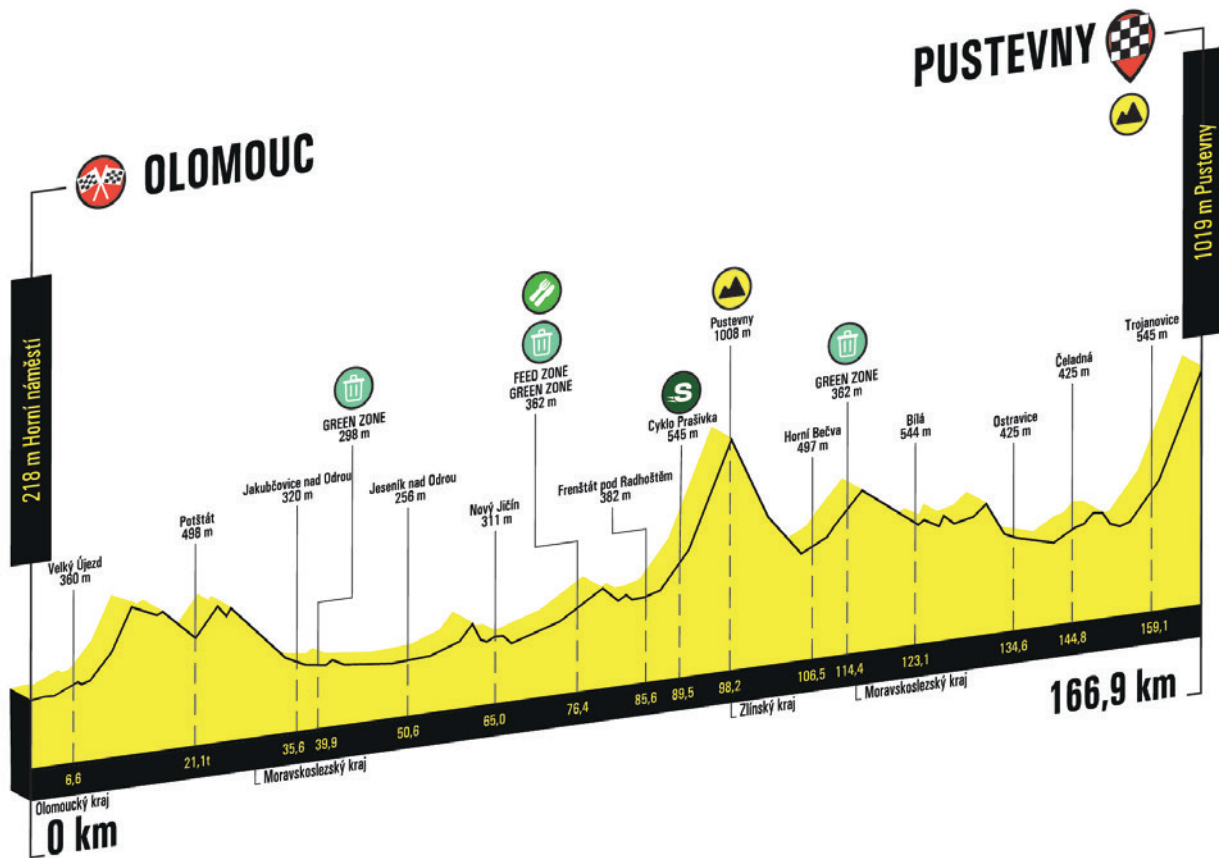 PUSTEVNY
OLOMOUC
218 m Horní náměstí
1019 m Pustevny
Velký Újezd
360 m
Potštát
498 m
Jakubčovice nad Odrou
320 m
GREEN ZONE
298 m
Jeseník nad Odrou
256 m
Nový Jičín
311 m
FEED ZONE
GREEN ZONE
362 m
Frenštát pod Radhoštěm
382 m
S
Cyklo Prašivka
545 m
Pustevny
1008 m
Horní Bečva
497 m
GREEN ZONE
362 m
Bílá
544 m
Ostravice
425 m
Čeladná
425 m
Trojanovice
545 m
6,6
21,1t
35,6
39,9
50,6
65,0
76,4
85,6
89,5
98,2
106,5
114,4
123,1
134,6
144,8
159,1
Olomoucký kraj
Moravskoslezský kraj
Zlínský kraj
Moravskoslezský kraj
0 km
166,9 km